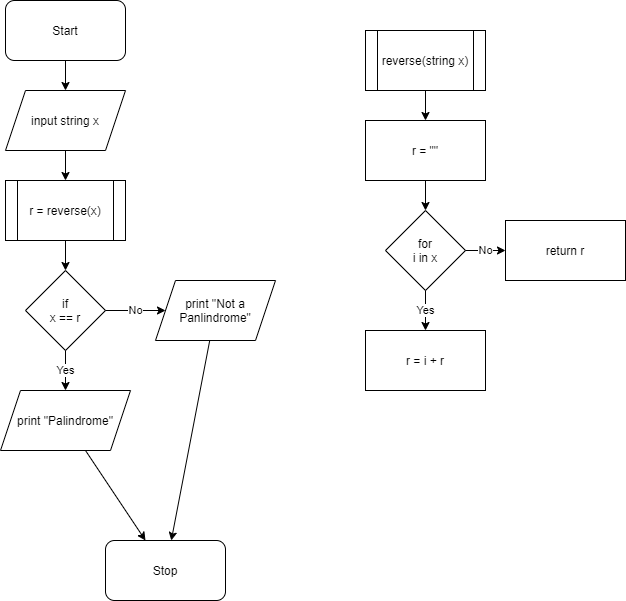 Start
input string x
r = reverse(x)
if
x == r
No
print "Not a
Panlindrome"
Yes
print "Palindrome"
Stop
reverse(string x)
r = ""
for
i in x
No
return r
Yes
r = i + r